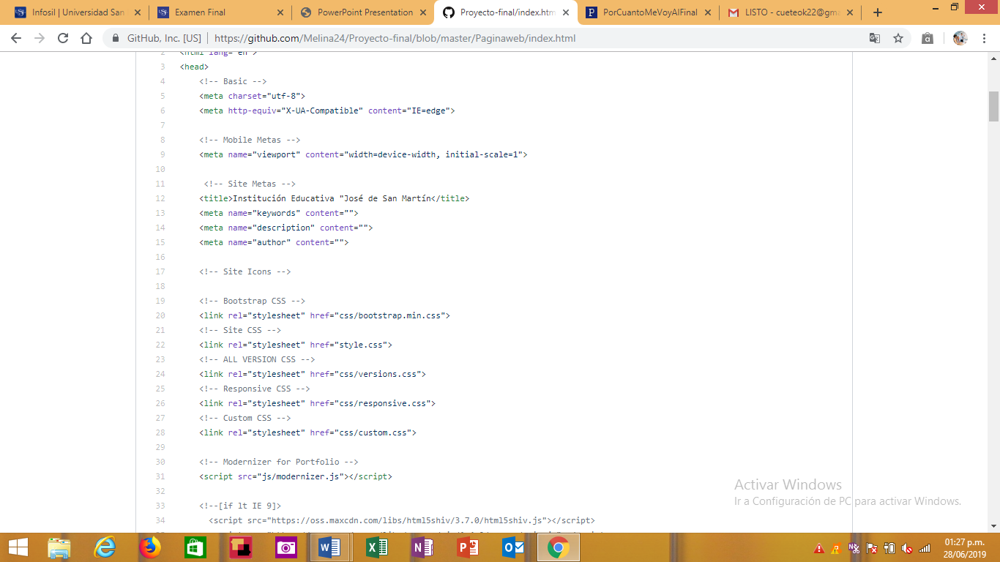 Infosil | Universidad San
Examen Final
PowerPoint Presentation
Proyecto-final/index.htm
PorCuantoMeVoyAlFinal
LISTO - cueteok22@gma
GitHub, Inc. [US] | https://github.com/Melina24/Proyecto-final/blob/master/Paginaweb/index.html
2 <html lang="en">
3 <head>
4 <!-- Basic -->
5 <meta charset="utf-8">
6 <meta http-equiv="X-UA-Compatible" content="IE=edge">
7
8 <!-- Mobile Metas -->
9 <meta name="viewport" content="width=device-width, initial-scale=1">
10
11 <!-- Site Metas -->
12 <title>Institución Educativa "José de San Martín</title>
13 <meta name="keywords" content="">
14 <meta name="description" content="">
15 <meta name="author" content="">
16
17 <!-- Site Icons -->
18
19 <!-- Bootstrap CSS -->
20 <link rel="stylesheet" href="css/bootstrap.min.css">
21 <!-- Site CSS -->
22 <link rel="stylesheet" href="style.css">
23 <!-- ALL VERSION CSS -->
24 <link rel="stylesheet" href="css/versions.css">
25 <!-- Responsive CSS -->
26 <link rel="stylesheet" href="css/responsive.css">
27 <!-- Custom CSS -->
28 <link rel="stylesheet" href="css/custom.css">
29
30 <!-- Modernizer for Portfolio -->
31 <script src="js/modernizer.js"></script>
32
33 <!--[if lt IE 9]>
34 <script src="https://oss.maxcdn.com/libs/html5shiv/3.7.0/html5shiv.js"></script>
Activar Windows
Ir a Configuración de PC para activar Windows.
01:27 p.m.
28/06/2019